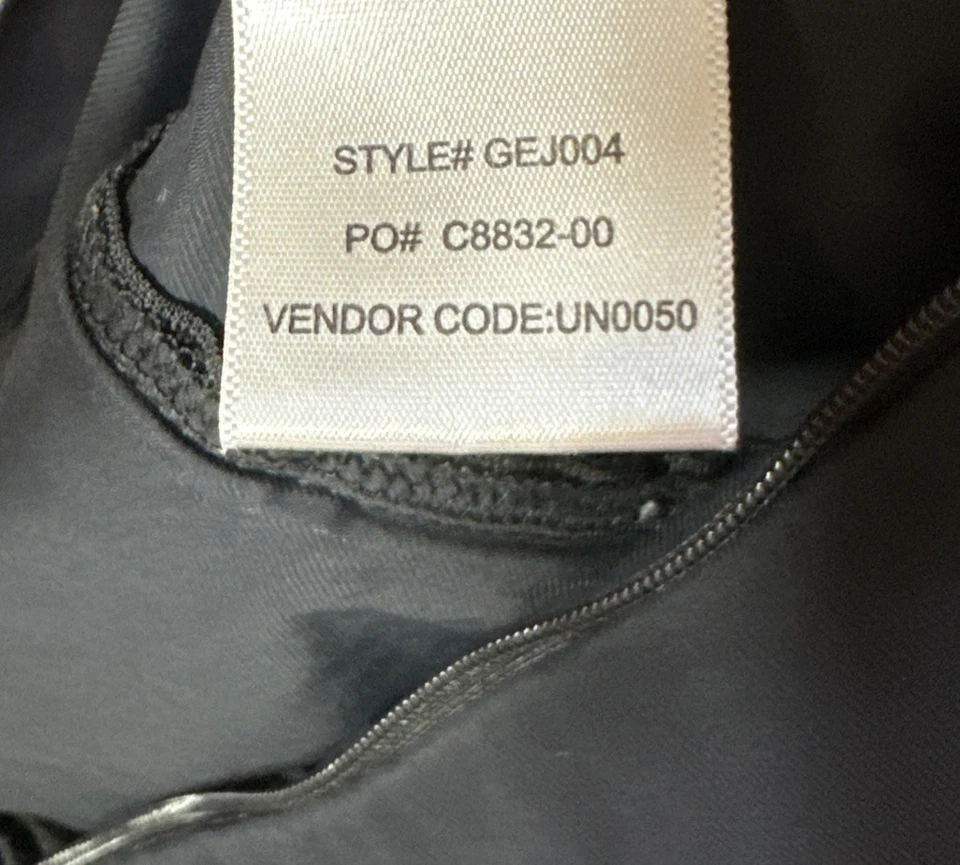 STYLE# GEJ004
PO# C8832-00
VENDOR CODE:UN0050